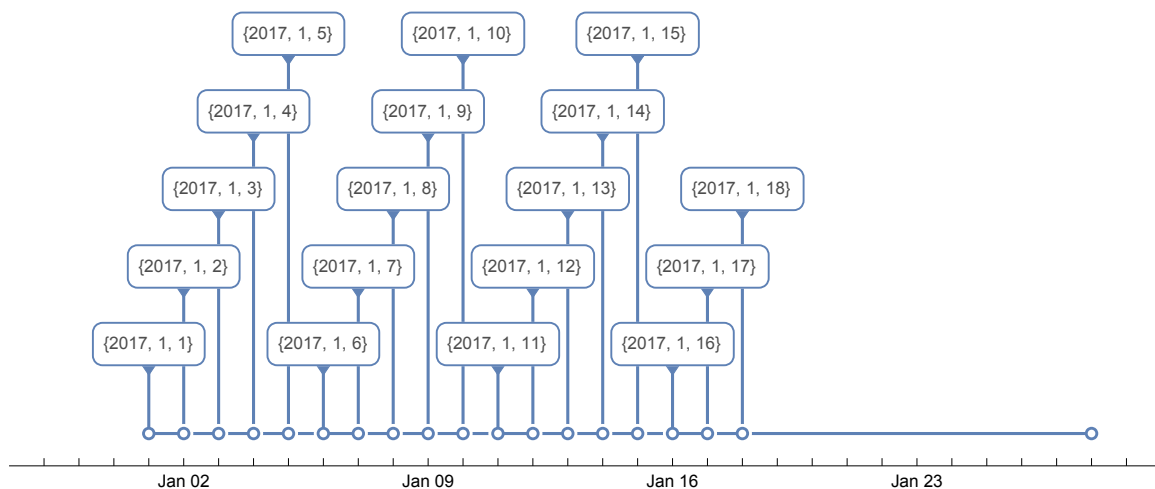 {2017, 1, 5} {2017, 1, 10} {2017, 1, 15}
{2017, 1, 4} {2017, 1, 9} {2017, 1, 14}
{2017, 1, 3} {2017, 1, 8} {2017, 1, 13} {2017, 1, 18}
{2017, 1, 2} {2017, 1, 7} {2017, 1, 12} {2017, 1, 17}
{2017, 1, 1} {2017, 1, 6} {2017, 1, 11} {2017, 1, 16}
Jan 02 Jan 09 Jan 16 Jan 23